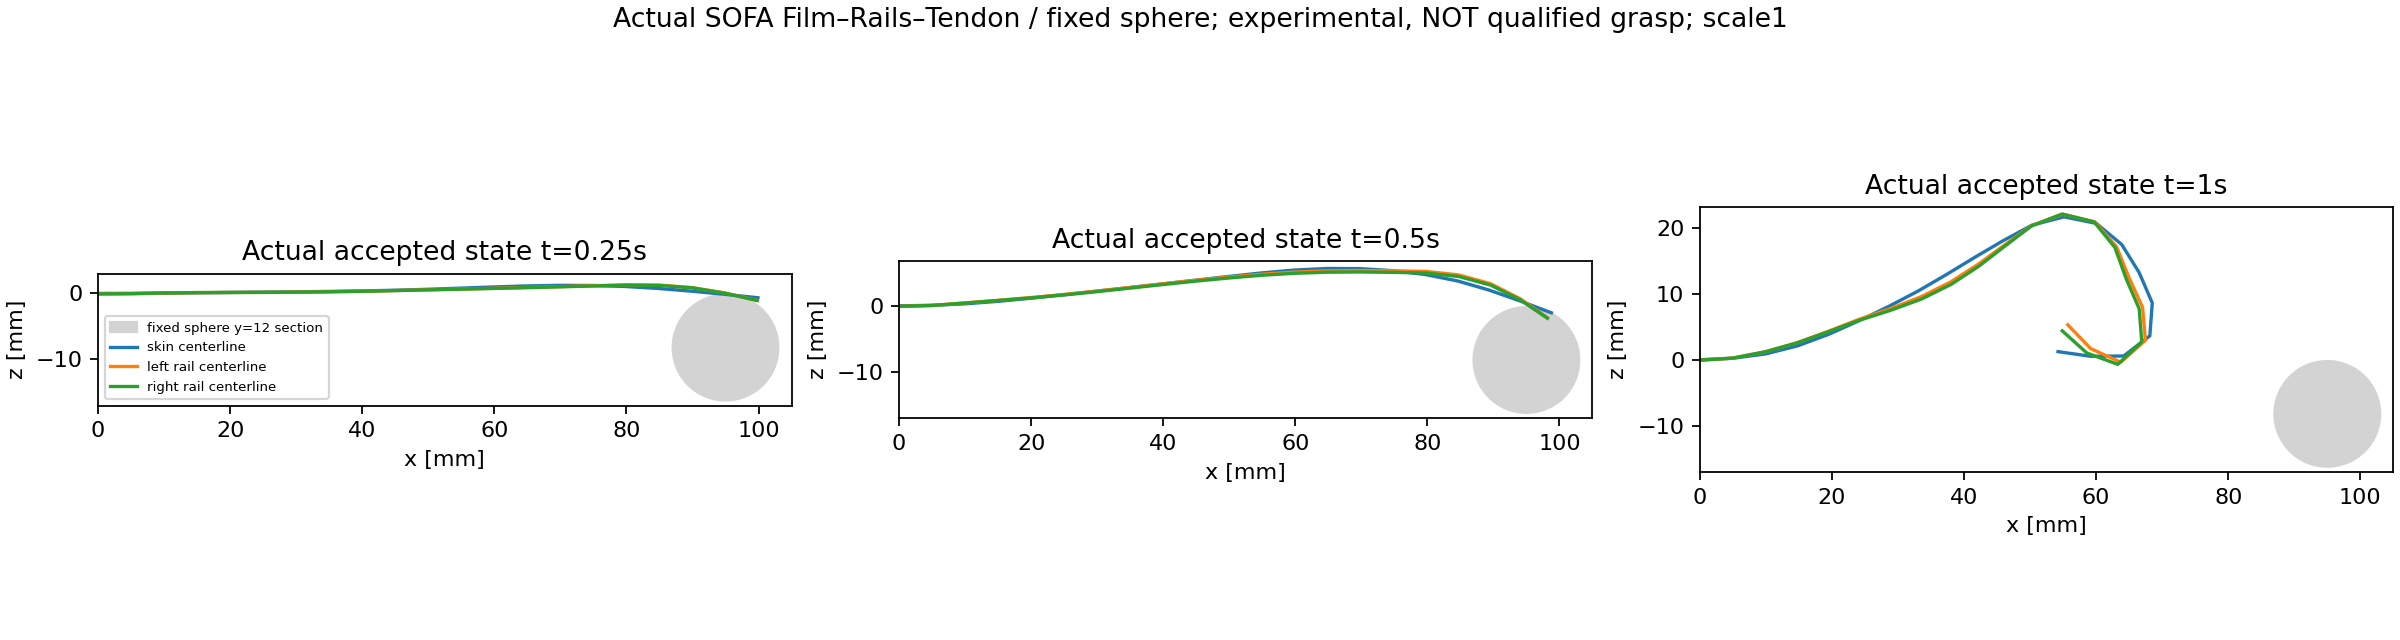 Actual SOFA Film–Rails–Tendon / fixed sphere; experimental, NOT qualified grasp; scale1
Actual accepted state t=0.25s
0
−10
z [mm]
fixed sphere y=12 section
skin centerline
left rail centerline
right rail centerline
0 20 40 60 80 100
x [mm]
Actual accepted state t=0.5s
0
−10
z [mm]
0 20 40 60 80 100
x [mm]
Actual accepted state t=1s
20
10
0
−10
z [mm]
0 20 40 60 80 100
x [mm]